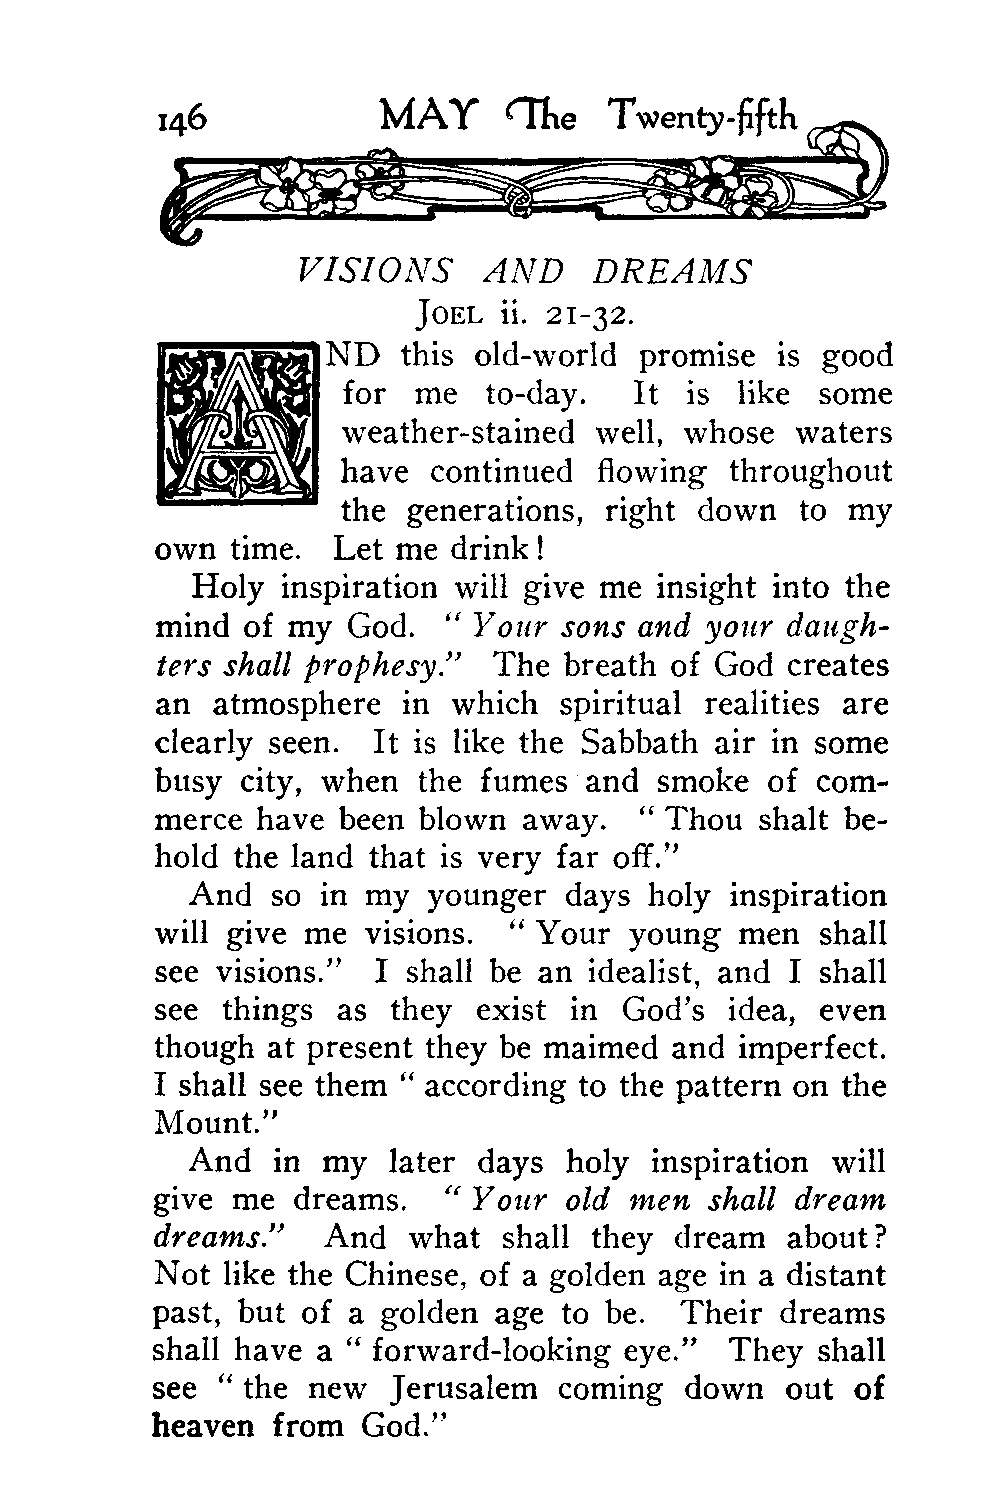 146 MAY The Twenty-fifth
VISIONS AND DREAMS
JOEL ii. 21-32.
AND this old-world promise is good
for me to-day. It is like some
weather-stained well, whose waters
have continued flowing throughout
the generations, right down to my
own time. Let me drink!
Holy inspiration will give me insight into the
mind of my God. "Your sons and your daugh-
ters shall prophesy." The breath of God creates
an atmosphere in which spiritual realities are
clearly seen. It is like the Sabbath air in some
busy city, when the fumes and smoke of com-
merce have been blown away. "Thou shalt be-
hold the land that is very far off."
And so in my younger days holy inspiration
will give me visions. "Your young men shall
see visions." I shall be an idealist, and I shall
see things as they exist in God's idea, even
though at present they be maimed and imperfect.
I shall see them "according to the pattern on the
Mount."
And in my later days holy inspiration will
give me dreams. "Your old men shall dream
dreams." And what shall they dream about?
Not like the Chinese, of a golden age in a distant
past, but of a golden age to be. Their dreams
shall have a "forward-looking eye." They shall
see "the new Jerusalem coming down out of
heaven from God."